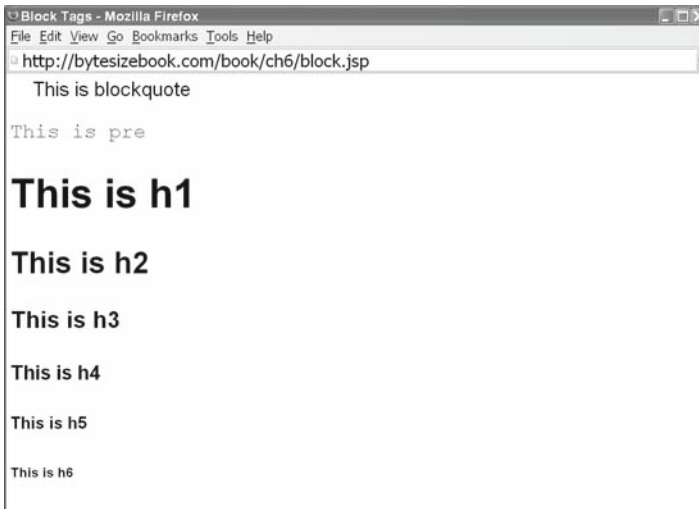 Block Tags - Mozilla Firefox
File Edit View Go Bookmarks Tools Help
http://bytesizebook.com/book/ch6/block.jsp
This is blockquote
This is pre
This is h1
This is h2
This is h3
This is h4
This is h5
This is h6